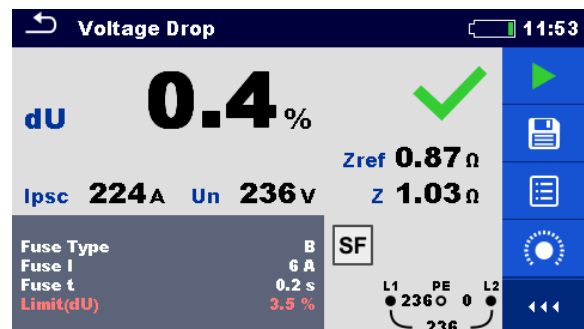 Voltage Drop 11:53
dU 0.4 %
Zref 0.87 Ω
Ipsc 224 A Un 236 V Z 1.03 Ω
Fuse Type B
Fuse I 6 A
Fuse t 0.2 s
Limit(dU) 3.5 %
SF
L1 PE L2
236 0
236